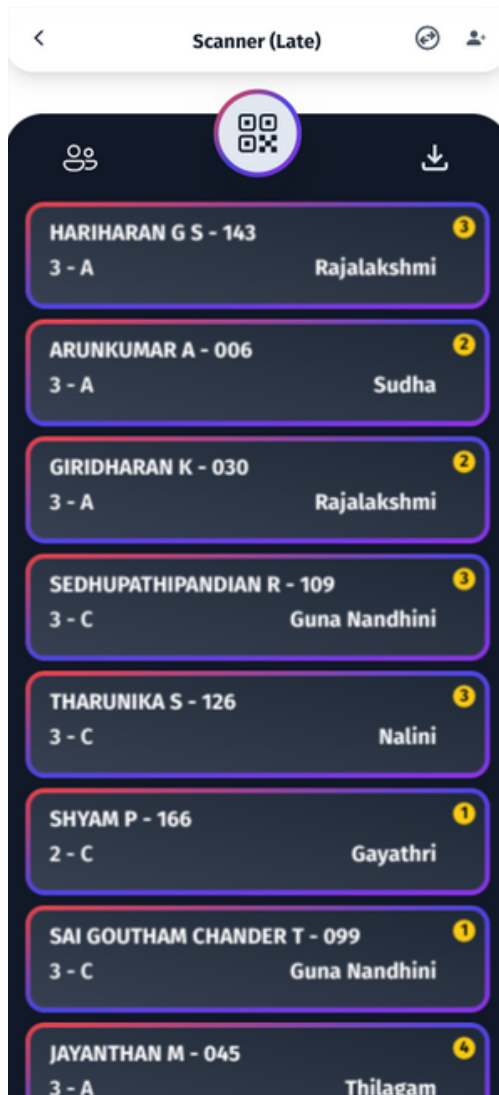 Scanner (Late)
HARIHARAN G S - 143
3
3 - A
Rajalakshmi
ARUNKUMAR A - 006
2
3 - A
Sudha
GIRIDHARAN K - 030
2
3 - A
Rajalakshmi
SEDHUPATHIPANDIAN R - 109
3
3 - C
Guna Nandhini
THARUNIKA S - 126
3
3 - C
Nalini
SHYAM P - 166
1
2 - C
Gayathri
SAI GOUTHAM CHANDER T - 099
1
3 - C
Guna Nandhini
JAYANTHAN M - 045
4
3 - A
Thilagam